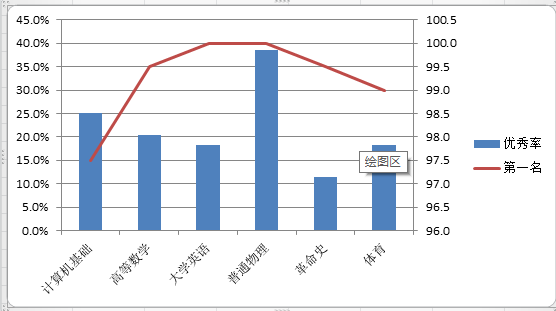 45.0%
40.0%
35.0%
30.0%
25.0%
20.0%
15.0%
10.0%
5.0%
0.0%
100.5
100.0
99.5
99.0
98.5
98.0
97.5
97.0
96.5
96.0
计算机基础
高等数学
大学英语
普通物理
革命史
体育
绘图区
优秀率
第一名